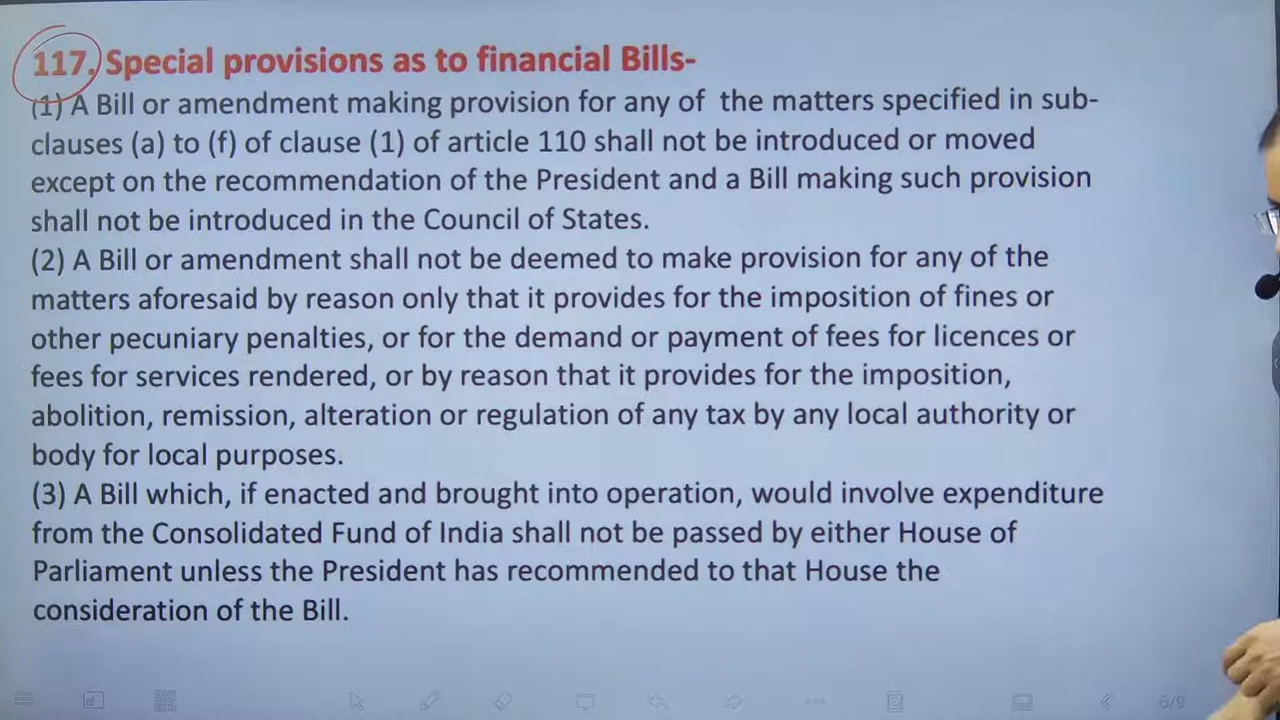 117. Special provisions as to financial Bills-
(1) A Bill or amendment making provision for any of the matters specified in sub-
clauses (a) to (f) of clause (1) of article 110 shall not be introduced or moved
except on the recommendation of the President and a Bill making such provision
shall not be introduced in the Council of States.
(2) A Bill or amendment shall not be deemed to make provision for any of the
matters aforesaid by reason only that it provides for the imposition of fines or
other pecuniary penalties, or for the demand or payment of fees for licences or
fees for services rendered, or by reason that it provides for the imposition,
abolition, remission, alteration or regulation of any tax by any local authority or
body for local purposes.
(3) A Bill which, if enacted and brought into operation, would involve expenditure
from the Consolidated Fund of India shall not be passed by either House of
Parliament unless the President has recommended to that House the
consideration of the Bill.
6/9